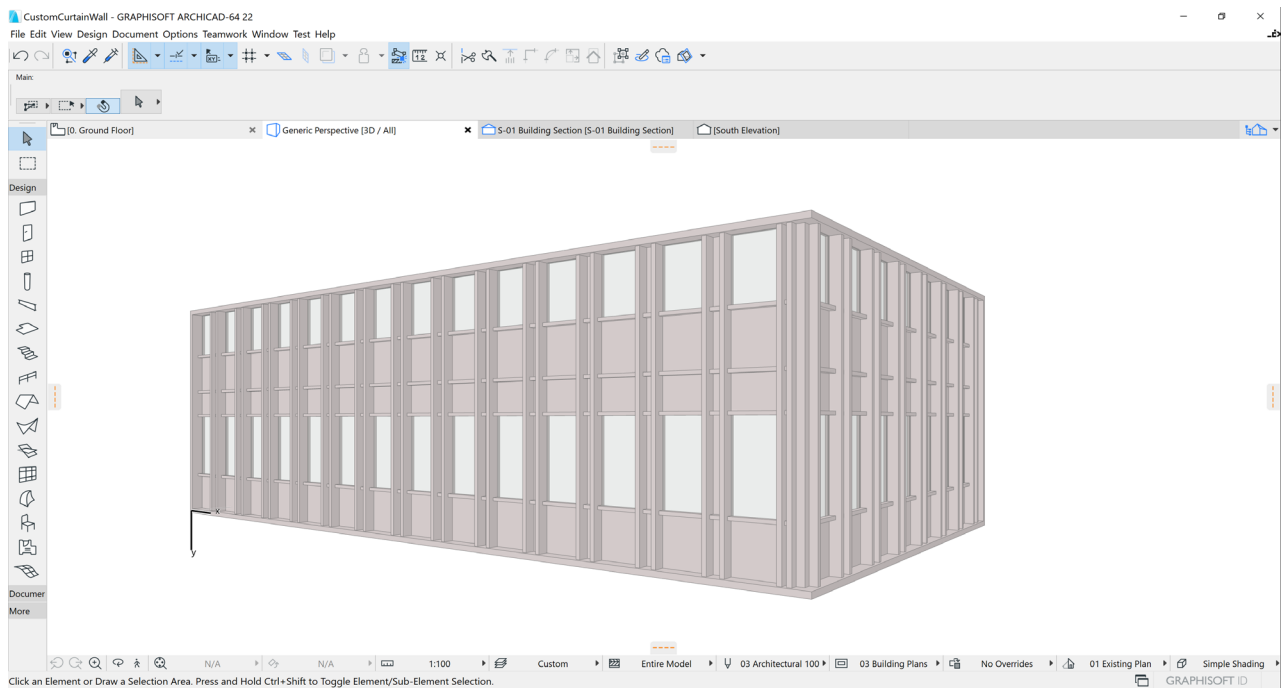 CustomCurtainWall - GRAPHISOFT ARCHICAD-64 22
File Edit View Design Document Options Teamwork Window Test Help
Main:
[0. Ground Floor]
Generic Perspective [3D / All]
S-01 Building Section [S-01 Building Section]
[South Elevation]
Design
x
y
Documer
More
N/A
N/A
1:100
Custom
Entire Model
03 Architectural 100
03 Building Plans
No Overrides
01 Existing Plan
Simple Shading
Click an Element or Draw a Selection Area. Press and Hold Ctrl+Shift to Toggle Element/Sub-Element Selection.
GRAPHISOFT ID